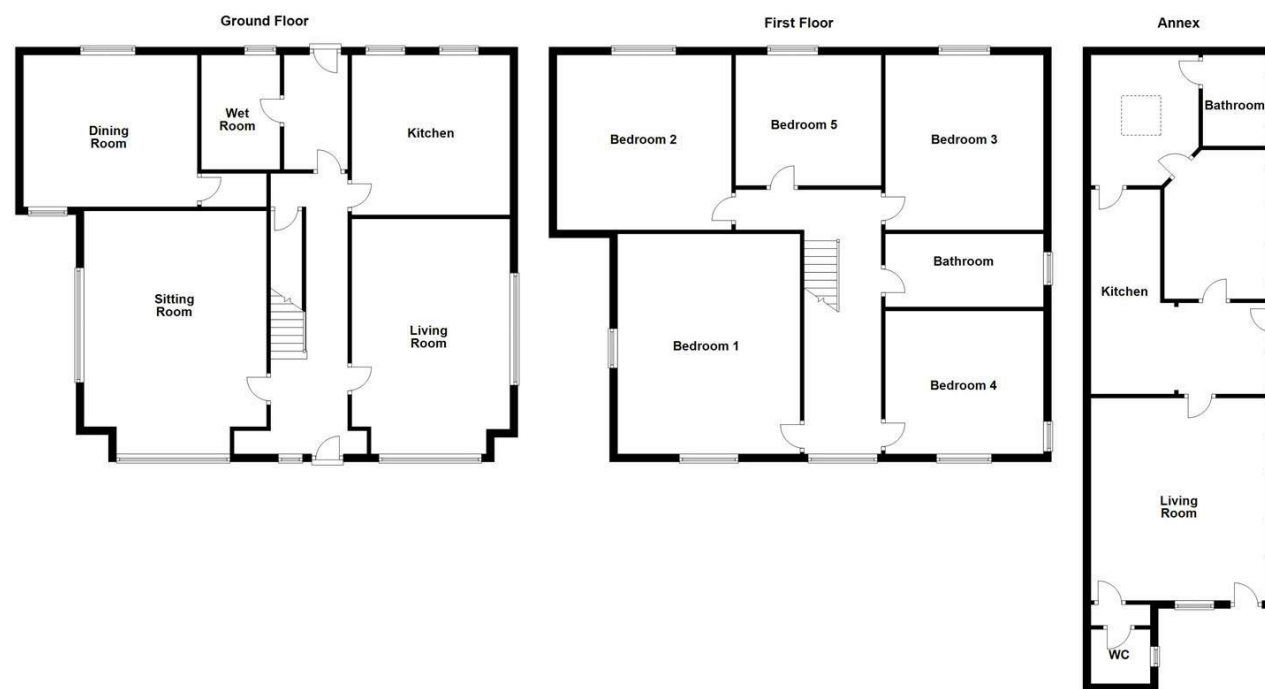 Ground Floor
Dining
Room
Wet
Room
Kitchen
Sitting
Room
Living
Room
First Floor
Bedroom 2
Bedroom 5
Bedroom 3
Bathroom
Bedroom 1
Bedroom 4
Annex
Bathroom
Kitchen
Living
Room
WC